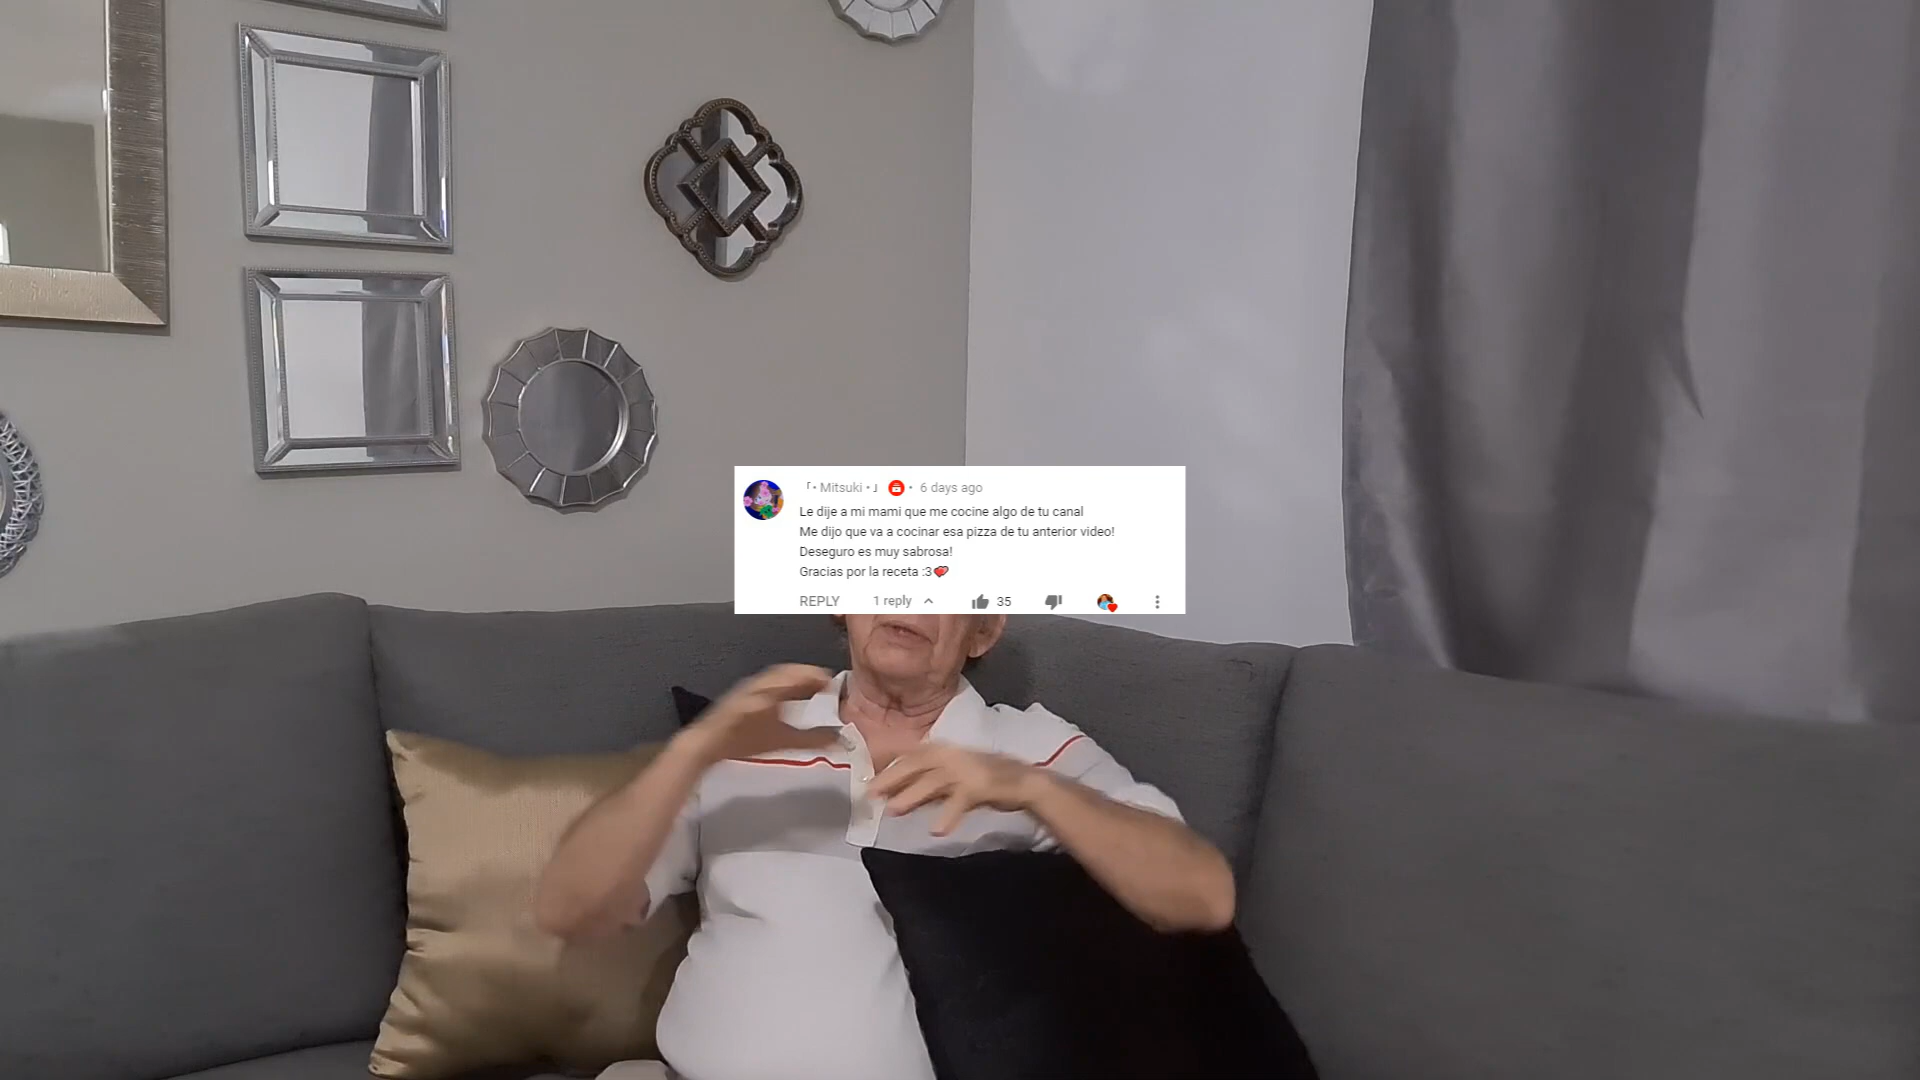 「• Mitsuki •」 • 6 days ago
Le dije a mi mami que me cocine algo de tu canal
Me dijo que va a cocinar esa pizza de tu anterior video!
Deseguro es muy sabrosa!
Gracias por la receta :3
REPLY 1 reply 35